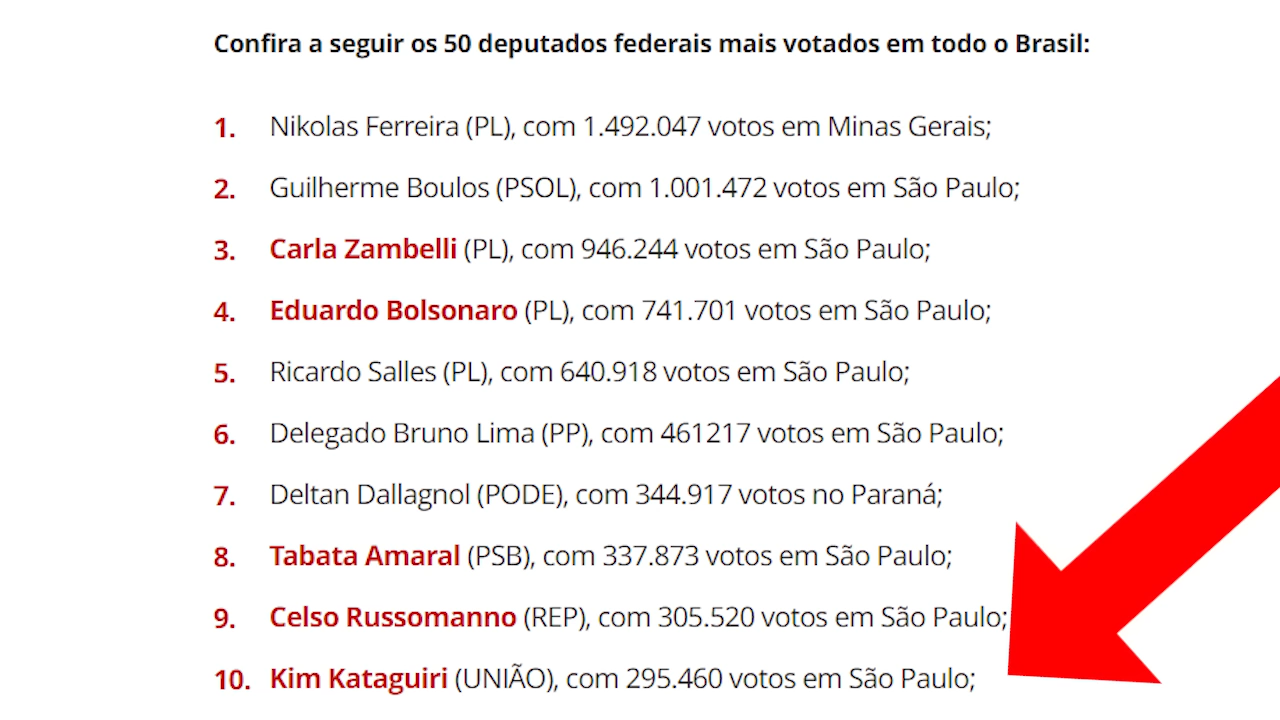 Confira a seguir os 50 deputados federais mais votados em todo o Brasil:
1. Nikolas Ferreira (PL), com 1.492.047 votos em Minas Gerais;
2. Guilherme Boulos (PSOL), com 1.001.472 votos em São Paulo;
3. Carla Zambelli (PL), com 946.244 votos em São Paulo;
4. Eduardo Bolsonaro (PL), com 741.701 votos em São Paulo;
5. Ricardo Salles (PL), com 640.918 votos em São Paulo;
6. Delegado Bruno Lima (PP), com 461217 votos em São Paulo;
7. Deltan Dallagnol (PODE), com 344.917 votos no Paraná;
8. Tabata Amaral (PSB), com 337.873 votos em São Paulo;
9. Celso Russomanno (REP), com 305.520 votos em São Paulo;
10. Kim Kataguiri (UNIÃO), com 295.460 votos em São Paulo;